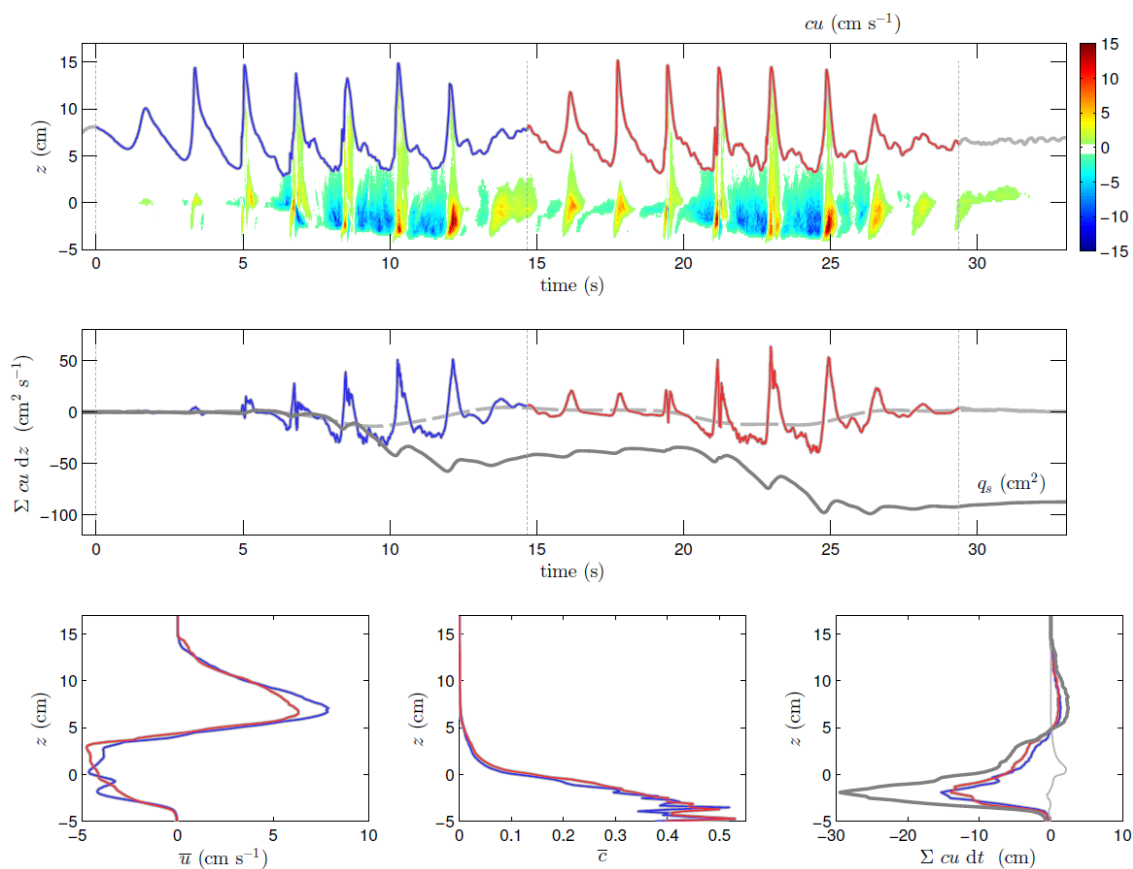 cu (cm s⁻¹)
15
10
5
0
−5
z (cm)
0 5 10 15 20 25 30
time (s)
15
10
5
0
−5
−10
−15
50
0
−50
−100
Σ cu dz (cm² s⁻¹)
qₛ (cm²)
0 5 10 15 20 25 30
time (s)
15
10
5
0
−5
z (cm)
−5 0 5 10
u̅ (cm s⁻¹)
15
10
5
0
−5
z (cm)
0 0.1 0.2 0.3 0.4 0.5
c̅
15
10
5
0
−5
z (cm)
−30 −20 −10 0 10
Σ cu dt (cm)